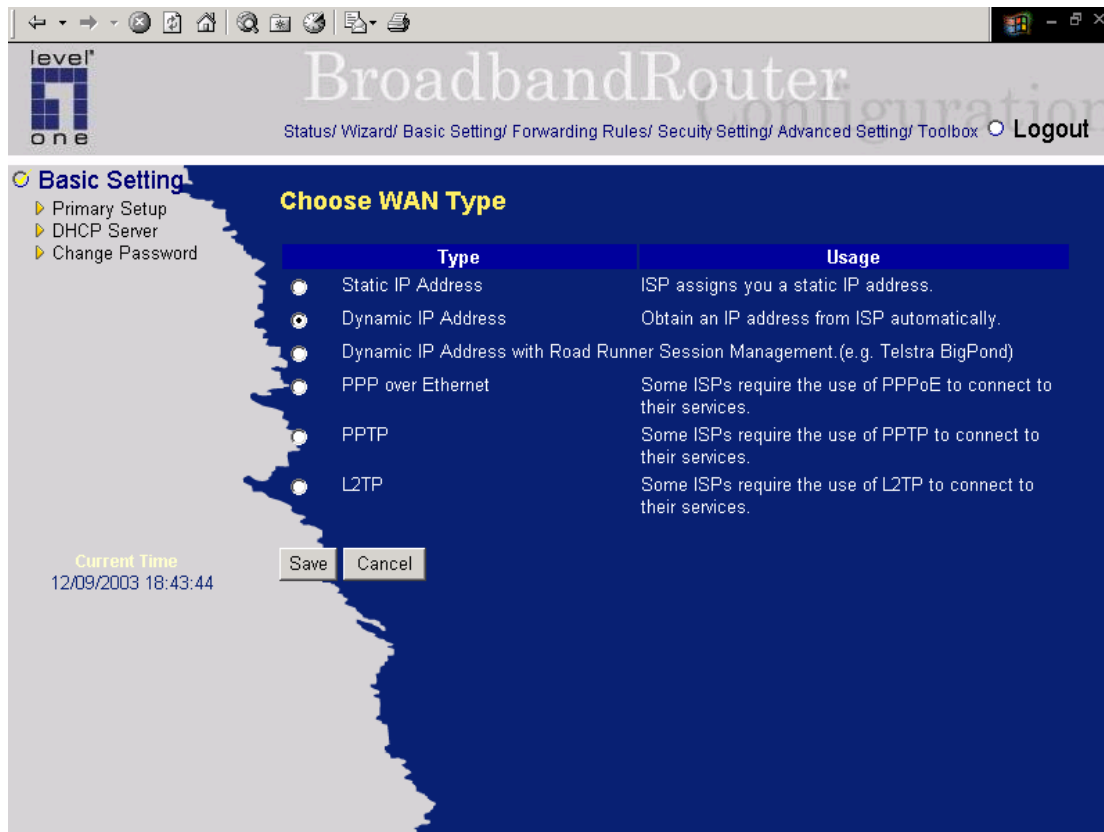 level
one
BroadbandRouter
Configuration
Status/ Wizard/ Basic Setting/ Forwarding Rules/ Secuity Setting/ Advanced Setting/ Toolbox Logout
Basic Setting
Primary Setup
DHCP Server
Change Password
Choose WAN Type
Type Usage
Static IP Address ISP assigns you a static IP address.
Dynamic IP Address Obtain an IP address from ISP automatically.
Dynamic IP Address with Road Runner Session Management.(e.g. Telstra BigPond)
PPP over Ethernet Some ISPs require the use of PPPoE to connect to
their services.
PPTP Some ISPs require the use of PPTP to connect to
their services.
L2TP Some ISPs require the use of L2TP to connect to
their services.
Save Cancel
Current Time
12/09/2003 18:43:44